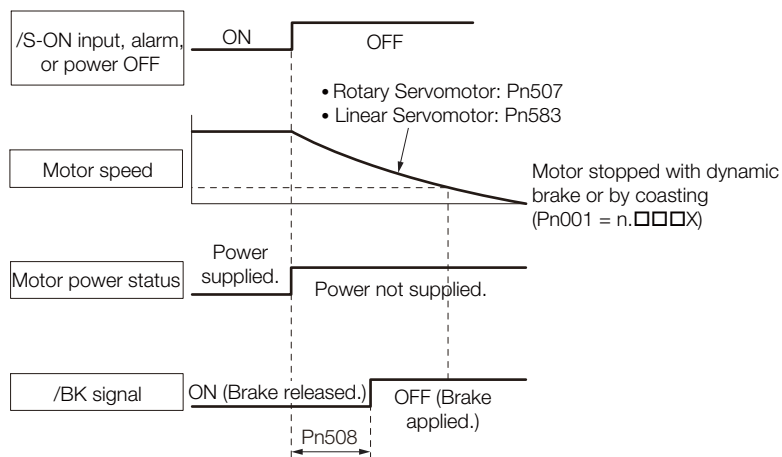 /S-ON input, alarm,
or power OFF
ON
OFF
• Rotary Servomotor: Pn507
• Linear Servomotor: Pn583
Motor speed
Motor stopped with dynamic
brake or by coasting
(Pn001 = n.□□□X)
Motor power status
Power
supplied.
Power not supplied.
/BK signal
ON (Brake released.)
OFF (Brake
applied.)
Pn508